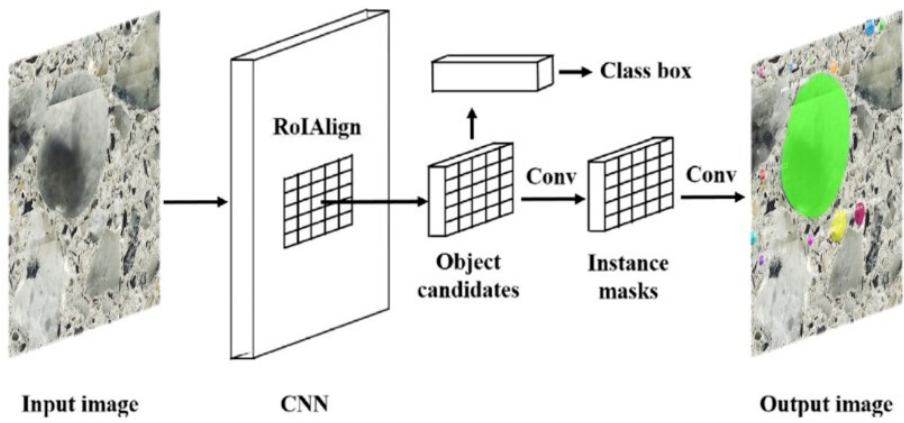 Class box
RoIAlign
Conv
Conv
Object
candidates
Instance
masks
Input image
CNN
Output image